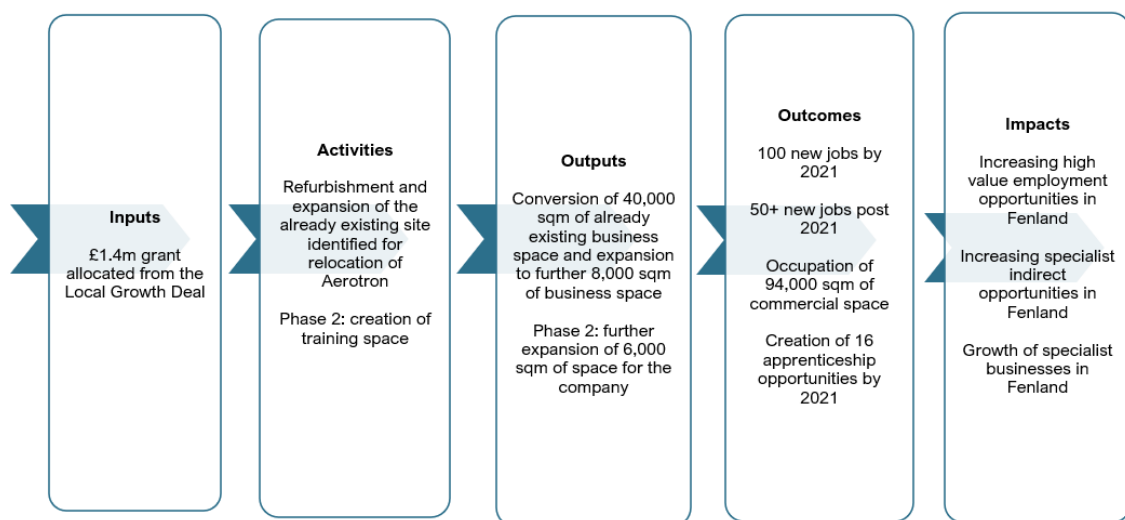 Inputs
£1.4m grant
allocated from the
Local Growth Deal
Activities
Refurbishment and
expansion of the
already existing site
identified for
relocation of
Aerotron
Phase 2: creation of
training space
Outputs
Conversion of 40,000
sqm of already
existing business
space and expansion
to further 8,000 sqm
of business space
Phase 2: further
expansion of 6,000
sqm of space for the
company
Outcomes
100 new jobs by
2021
50+ new jobs post
2021
Occupation of
94,000 sqm of
commercial space
Creation of 16
apprenticeship
opportunities by
2021
Impacts
Increasing high
value employment
opportunities in
Fenland
Increasing specialist
indirect
opportunities in
Fenland
Growth of specialist
businesses in
Fenland